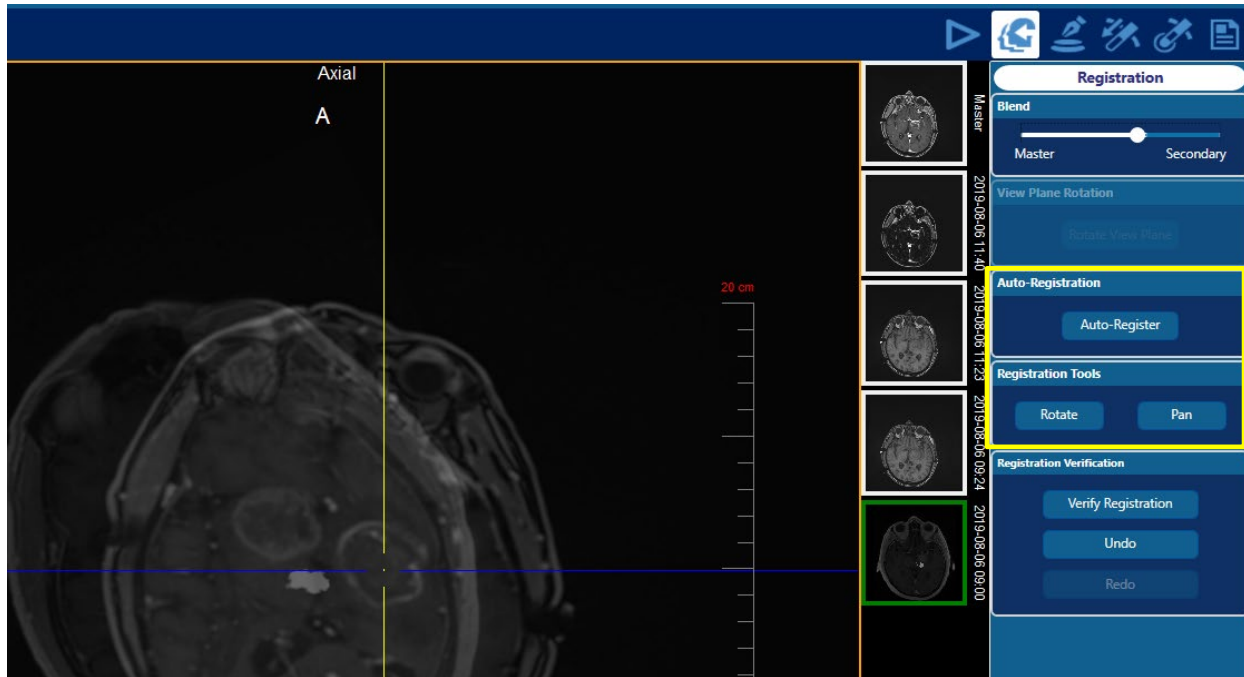 Axial
A
20 cm
Master
2019-08-06 11:40
2019-08-06 11:23
2019-08-06 09:24
2019-08-06 09:00
Registration
Blend
Master
Secondary
View Plane Rotation
Rotate View Plane
Auto-Registration
Auto-Register
Registration Tools
Rotate
Pan
Registration Verification
Verify Registration
Undo
Redo